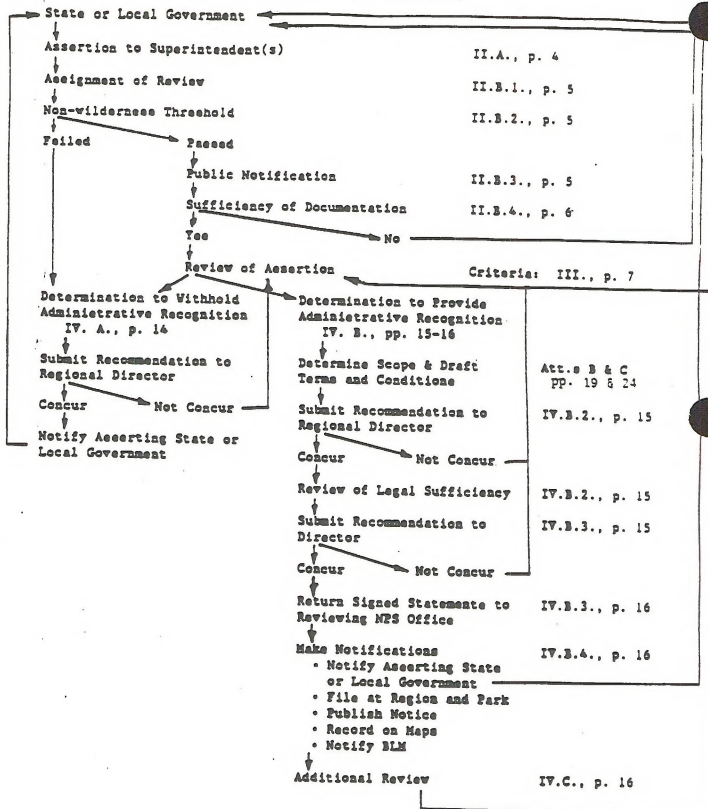 State or Local Government
Assertion to Superintendent(s) II.A., p. 4
Assignment of Review II.B.1., p. 5
Non-wilderness Threshold II.B.2., p. 5
Failed Passed
Public Notification II.B.3., p. 5
Sufficiency of Documentation II.B.4., p. 6
Yes No
Review of Assertion Criteria: III., p. 7
Determination to Withhold
Administrative Recognition
IV. A., p. 14
Submit Recommendation to
Regional Director
Concur Not Concur
Notify Asserting State or
Local Government
Determination to Provide
Administrative Recognition
IV. B., pp. 15-16
Determine Scope & Draft Att.s B & C
Terms and Conditions pp. 19 & 24
Submit Recommendation to IV.B.2., p. 15
Regional Director
Concur Not Concur
Review of Legal Sufficiency IV.B.2., p. 15
Submit Recommendation to IV.B.3., p. 15
Director
Concur Not Concur
Return Signed Statements to IV.B.3., p. 16
Reviewing NPS Office
Make Notifications IV.B.4., p. 16
• Notify Asserting State
or Local Government
• File at Region and Park
• Publish Notice
• Record on Maps
• Notify BLM
Additional Review IV.C., p. 16